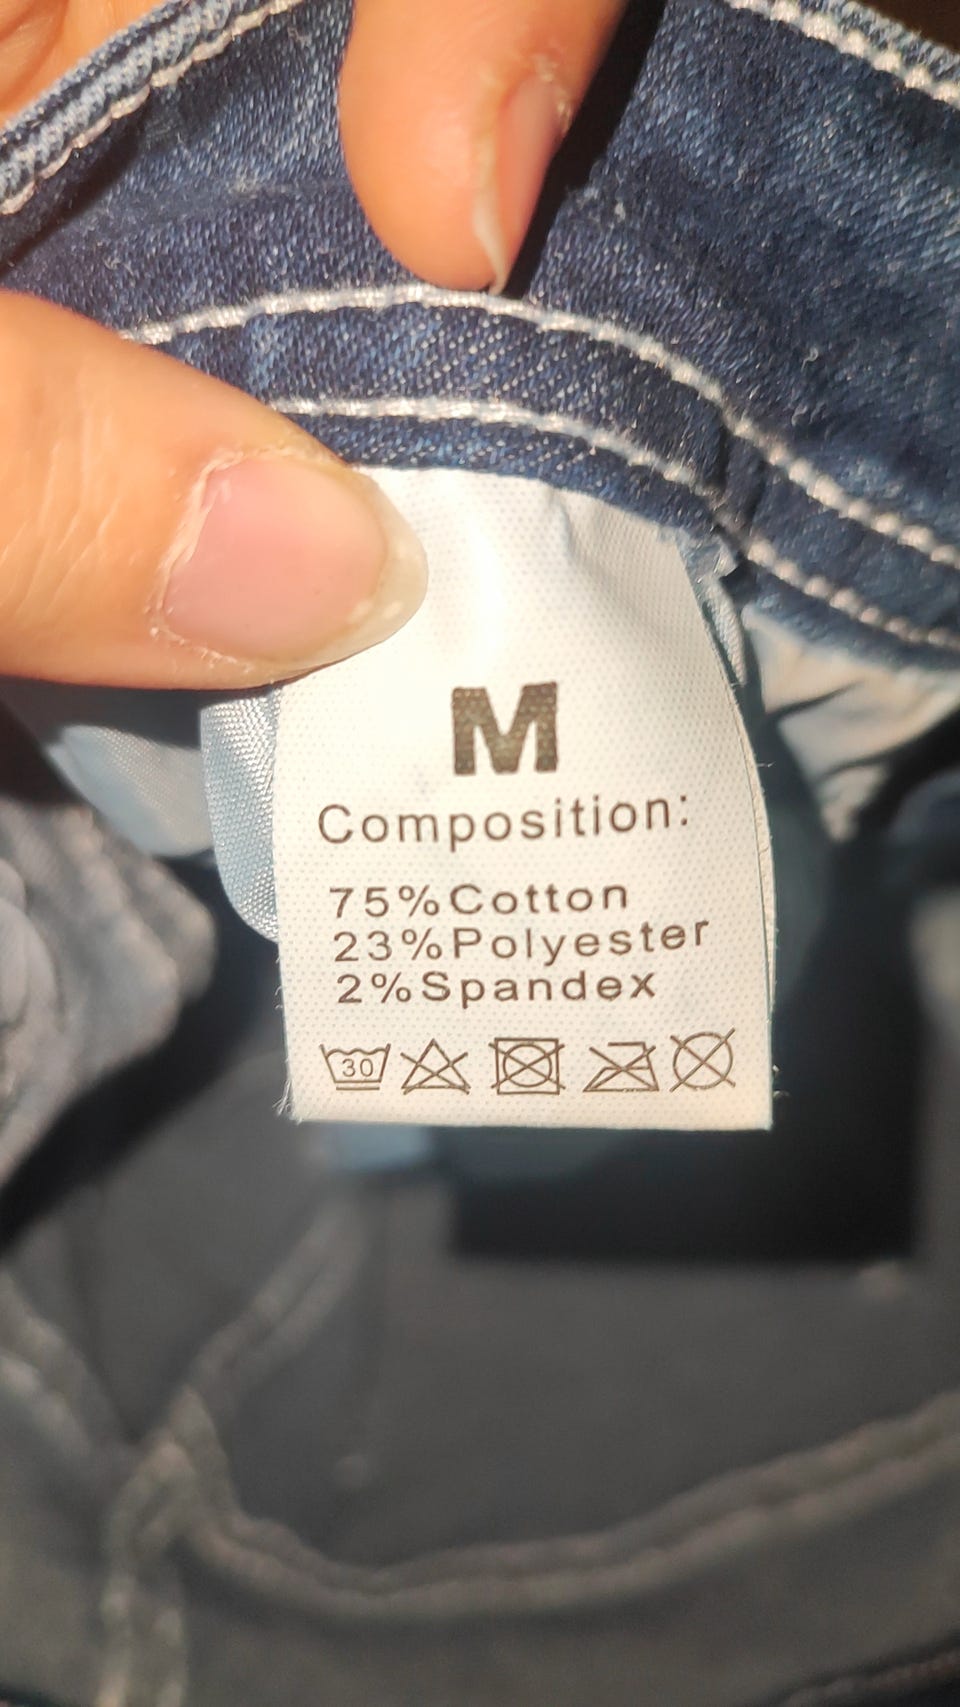 M
Composition:
75%Cotton
23%Polyester
2%Spandex
30